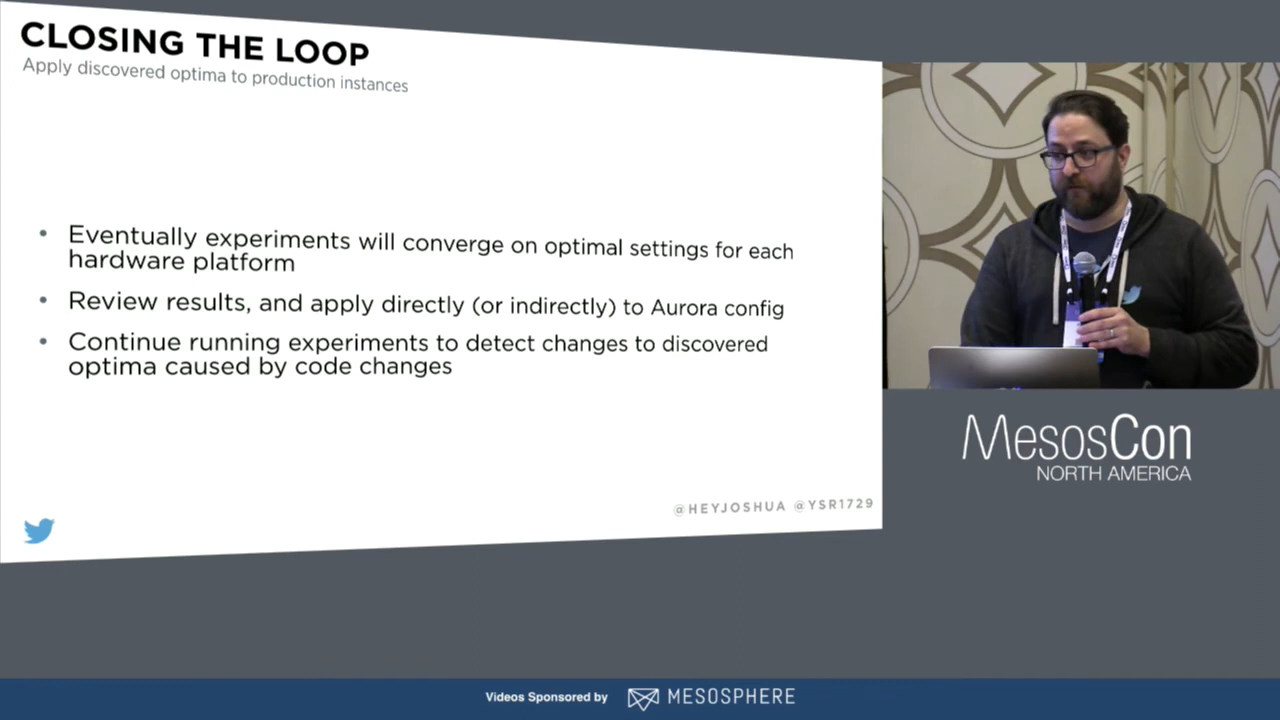 CLOSING THE LOOP
Apply discovered optima to production instances
• Eventually experiments will converge on optimal settings for each
hardware platform
• Review results, and apply directly (or indirectly) to Aurora config
• Continue running experiments to detect changes to discovered
optima caused by code changes
@HEYJOSHUA @YSR1729
MesosCon
NORTH AMERICA
Videos Sponsored by MESOSPHERE